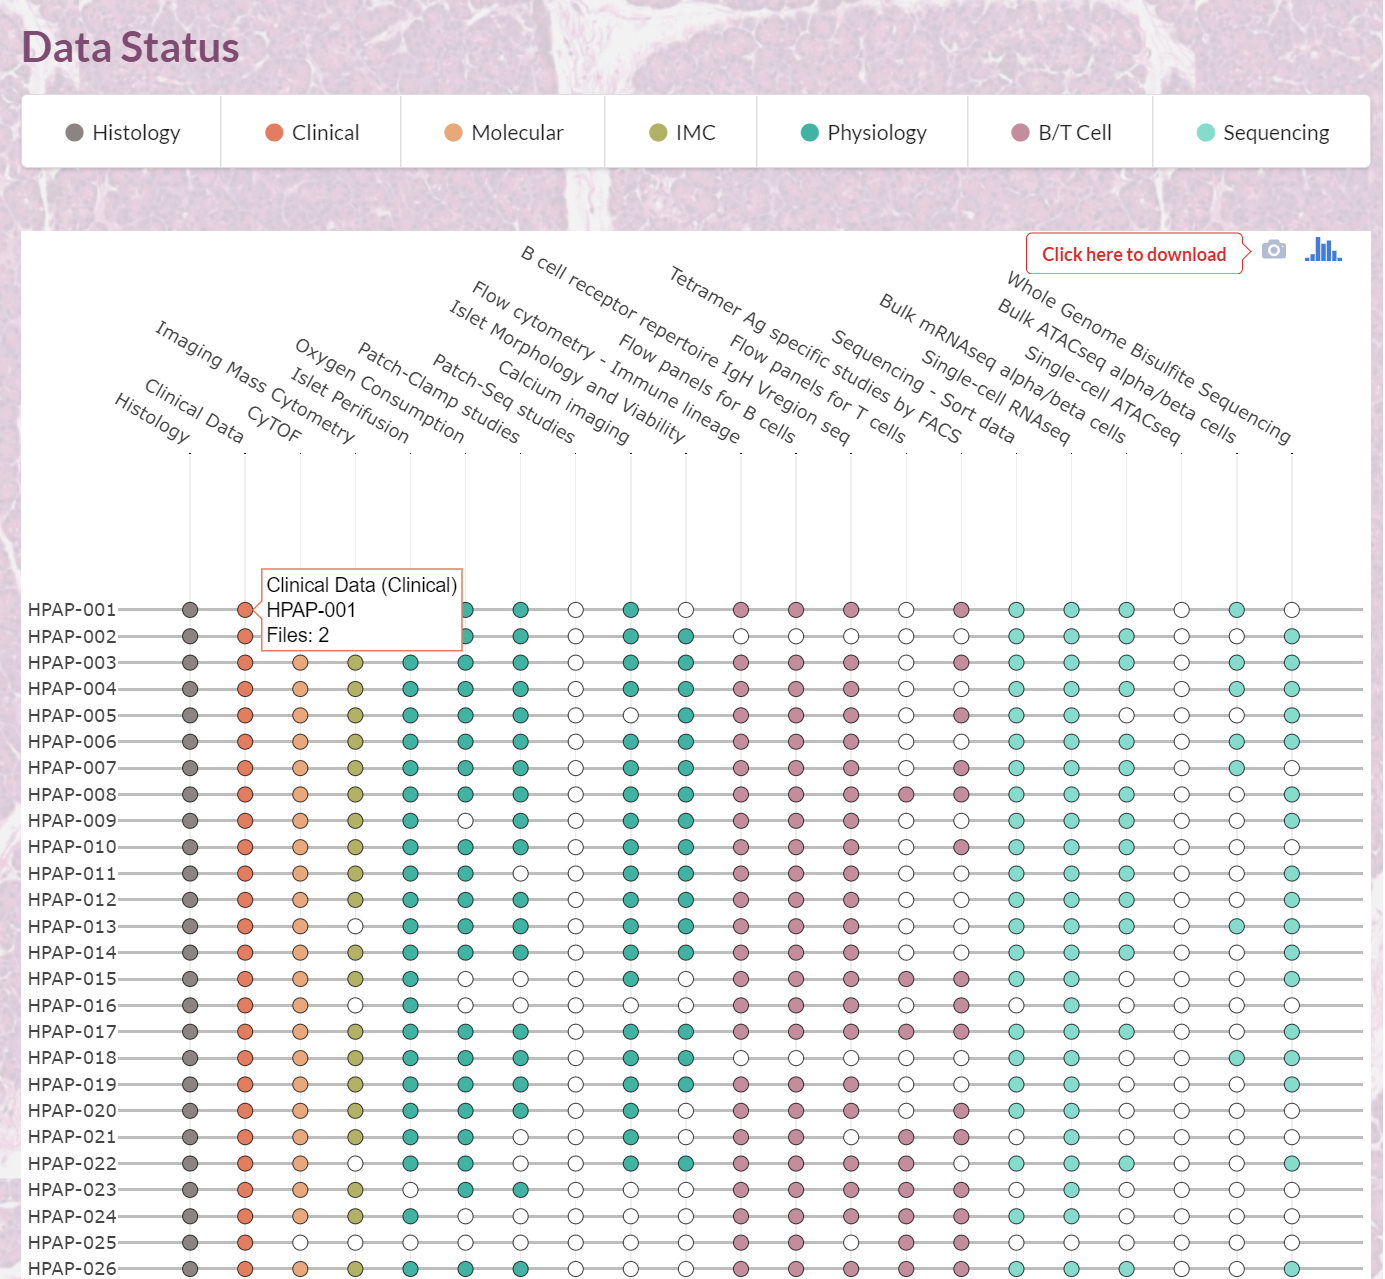 Data Status
Histology
Clinical
Molecular
IMC
Physiology
B/T Cell
Sequencing
Click here to download
Histology
Clinical Data
CyTOF
Imaging Mass Cytometry
Islet Perifusion
Oxygen Consumption
Patch-Clamp studies
Patch-Seq studies
Calcium imaging
Islet Morphology and Viability
Flow cytometry - Immune lineage
Flow panels for B cells
B cell receptor repertoire IgH Vregion seq
Flow panels for T cells
Tetramer Ag specific studies by FACS
Sequencing - Sort data
Single-cell RNAseq
Bulk mRNAseq alpha/beta cells
Single-cell ATACseq
Bulk ATACseq alpha/beta cells
Whole Genome Bisulfite Sequencing
Clinical Data (Clinical)
HPAP-001
Files: 2
HPAP-001
HPAP-002
HPAP-003
HPAP-004
HPAP-005
HPAP-006
HPAP-007
HPAP-008
HPAP-009
HPAP-010
HPAP-011
HPAP-012
HPAP-013
HPAP-014
HPAP-015
HPAP-016
HPAP-017
HPAP-018
HPAP-019
HPAP-020
HPAP-021
HPAP-022
HPAP-023
HPAP-024
HPAP-025
HPAP-026